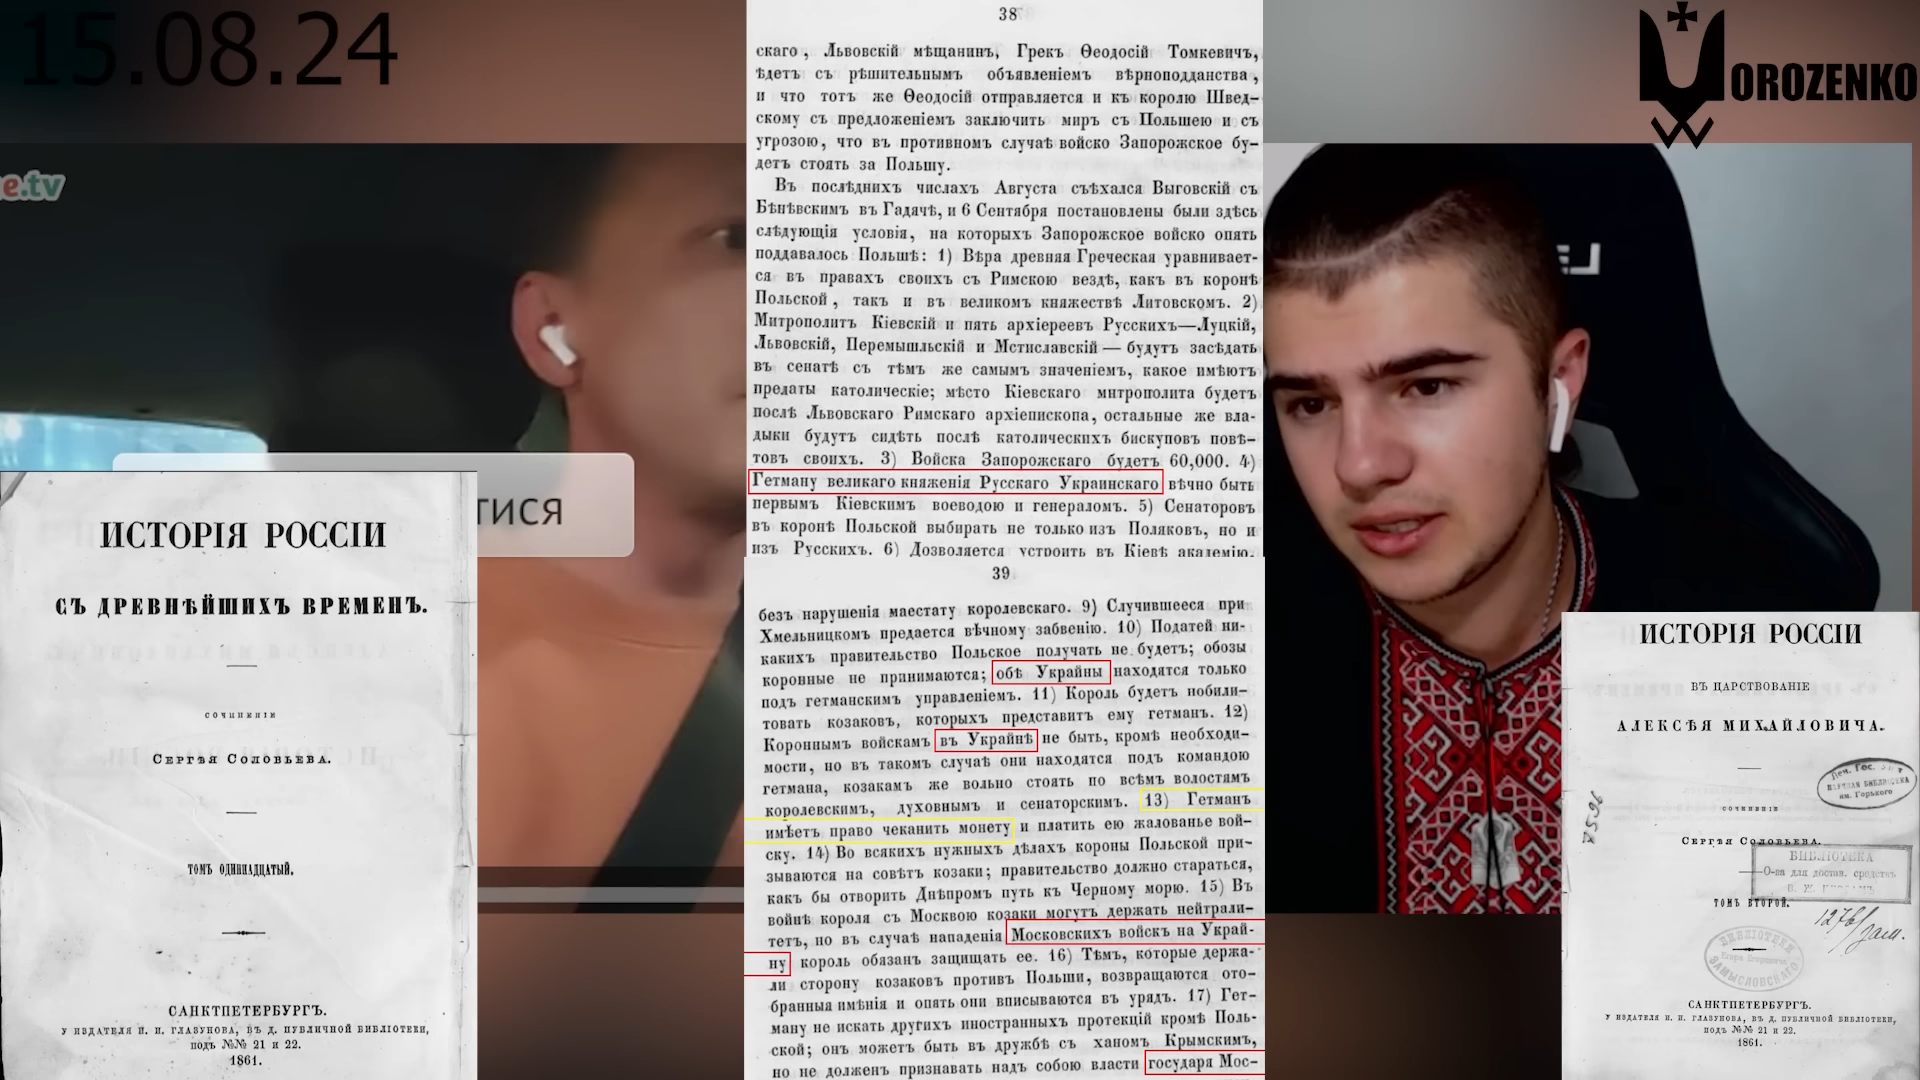 15.08.24
OROZENKO
e.tv
тися
ИСТОРІЯ РОССІИ
СЪ ДРЕВНѢЙШИХЪ ВРЕМЕНЪ.
СОЧИНЕНІЕ
Сергѣя Соловьева.
ТОМЪ ОДИННАДЦАТЫЙ.
САНКТПЕТЕРБУРГЪ.
У ИЗДАТЕЛЯ И. И. ГЛАЗУНОВА, ВЪ Д. ПУБЛИЧНОЙ БИБЛІОТЕКИ,
подъ №№ 21 и 22.
1861.
38
скаго, Львовскій мѣщанинъ, Грекъ Ѳеодосій Томкевичъ,
ѣдетъ съ рѣшительнымъ объявленіемъ вѣрноподданства,
и что тотъ же Ѳеодосій отправляется и къ королю Швед-
скому съ предложеніемъ заключить миръ съ Польшею и съ
угрозою, что въ противномъ случаѣ войско Запорожское бу-
детъ стоять за Польшу.
Въ послѣднихъ числахъ Августа съѣхался Выговскій съ
Бѣнѣвскимъ въ Гадячѣ, и 6 Сентября постановлены были здѣсь
слѣдующія условія, на которыхъ Запорожское войско опять
поддавалось Польшѣ: 1) Вѣра древняя Греческая уравнивает-
ся въ правахъ своихъ съ Римскою вездѣ, какъ въ коронѣ
Польской, такъ и въ великомъ княжествѣ Литовскомъ. 2)
Митрополитъ Кіевскій и пять архіереевъ Русскихъ—Луцкій,
Львовскій, Перемышльскій и Мстиславскій — будутъ засѣдать
въ сенатѣ съ тѣмъ же самымъ значеніемъ, какое имѣютъ
прелаты католическіе; мѣсто Кіевскаго митрополита будетъ
послѣ Львовскаго Римскаго архіепископа, остальные же вла-
дыки будутъ сидѣть послѣ католическихъ бискуповъ повѣ-
товъ своихъ. 3) Войска Запорожскаго будетъ 60,000. 4)
Гетману великаго княженія Русскаго Украинскаго вѣчно быть
первымъ Кіевскимъ воеводою и генераломъ. 5) Сенаторовъ
въ коронѣ Польской выбирать не только изъ Поляковъ, но и
изъ Русскихъ. 6) Дозволяется устроить въ Кіевѣ академію,
39
безъ нарушенія маестату королевскаго. 9) Случившееся при
Хмельницкомъ предается вѣчному забвенію. 10) Податей ни-
какихъ правительство Польское получать не будетъ; обозы
коронные не принимаются; обѣ Украйны находятся только
подъ гетманскимъ управленіемъ. 11) Король будетъ нобили-
товать козаковъ, которыхъ представитъ ему гетманъ. 12)
Короннымъ войскамъ въ Украйнѣ не быть, кромѣ необходи-
мости, но въ такомъ случаѣ они находятся подъ командою
гетмана, козакамъ же вольно стоять по всѣмъ волостямъ
королевскимъ, духовнымъ и сенаторскимъ. 13) Гетманъ
имѣетъ право чеканить монету и платить ею жалованье вой-
ску. 14) Во всякихъ нужныхъ дѣлахъ короны Польской при-
зываются на совѣтъ козаки; правительство должно стараться,
какъ бы отворить Днѣпромъ путь къ Черному морю. 15) Въ
войнѣ короля съ Москвою козаки могутъ держать нейтрали-
тетъ, но въ случаѣ нападенія Московскихъ войскъ на Украй-
ну король обязанъ защищать ее. 16) Тѣмъ, которые держа-
ли сторону козаковъ противъ Польши, возвращаются ото-
бранныя имѣнія и опять они вписываются въ урядъ. 17) Гет-
ману не искать другихъ иностранныхъ протекцій кромѣ Поль-
ской; онъ можетъ быть въ дружбѣ съ ханомъ Крымскимъ,
но не долженъ признавать надъ собою власти государя Мос-
ИСТОРІЯ РОССІИ
ВЪ ЦАРСТВОВАНІЕ
АЛЕКСѢЯ МИХАЙЛОВИЧА.
СОЧИНЕНІЕ
Сергѣя Соловьева.
БИБЛІОТЕКА
О-ва для достав. средствъ
ТОМЪ ВТОРОЙ.
САНКТПЕТЕРБУРГЪ.
У ИЗДАТЕЛЯ И. И. ГЛАЗУНОВА, ВЪ Д. ПУБЛИЧНОЙ БИБЛІОТЕКИ,
подъ №№ 21 и 22.
1861.